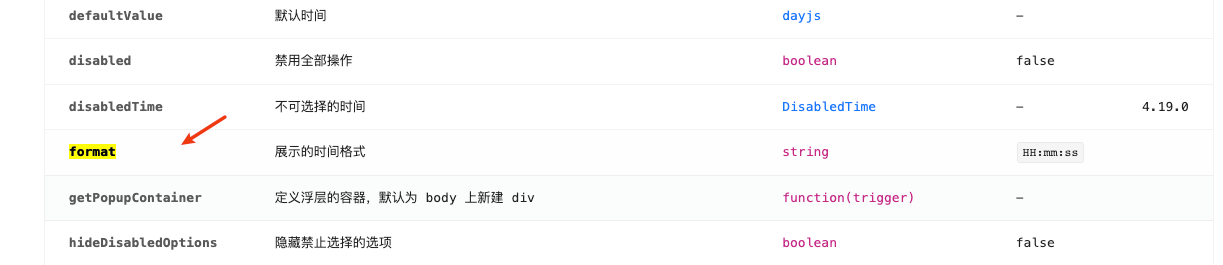 defaultValue 默认时间 dayjs –
disabled 禁用全部操作 boolean false
disabledTime 不可选择的时间 DisabledTime – 4.19.0
format 展示的时间格式 string HH:mm:ss
getPopupContainer 定义浮层的容器，默认为 body 上新建 div function(trigger) –
hideDisabledOptions 隐藏禁止选择的选项 boolean false